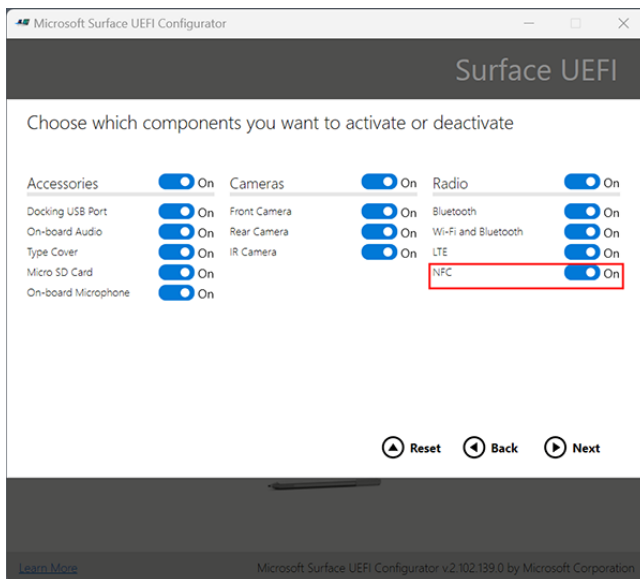 Microsoft Surface UEFI Configurator
Surface UEFI
Choose which components you want to activate or deactivate
Accessories On
Docking USB Port On
On-board Audio On
Type Cover On
Micro SD Card On
On-board Microphone On
Cameras On
Front Camera On
Rear Camera On
IR Camera On
Radio On
Bluetooth On
Wi-Fi and Bluetooth On
LTE On
NFC On
Reset Back Next
Learn More Microsoft Surface UEFI Configurator v.2.102.139.0 by Microsoft Corporation